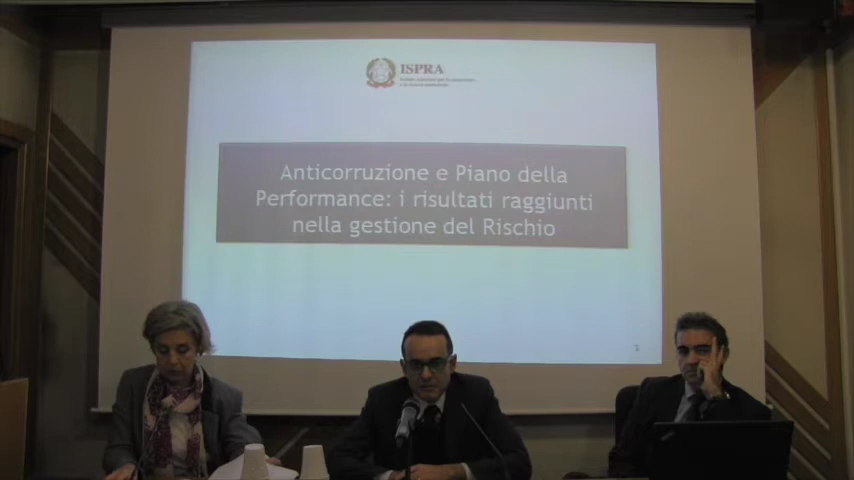 ISPRA
Anticorruzione e Piano della
Performance: i risultati raggiunti
nella gestione del Rischio
1